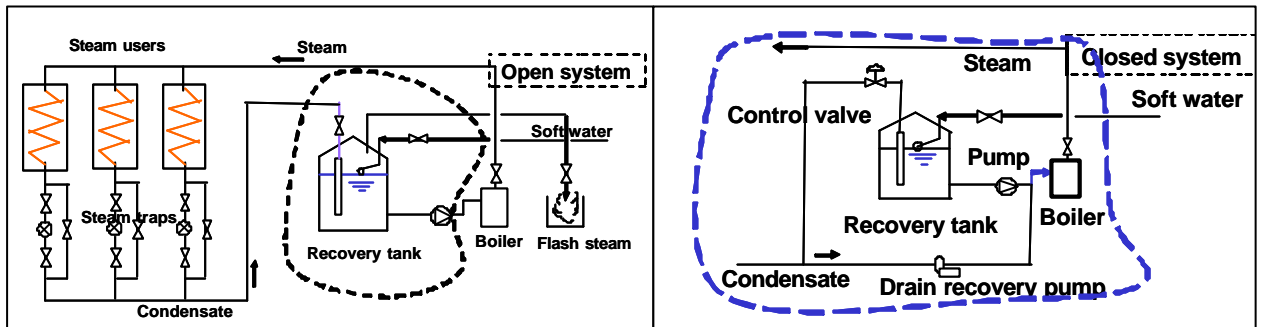 Steam users
Steam
Open system
Soft water
Steam traps
Recovery tank
Boiler
Flash steam
Condensate
Steam
Closed system
Control valve
Soft water
Pump
Recovery tank
Boiler
Condensate
Drain recovery pump